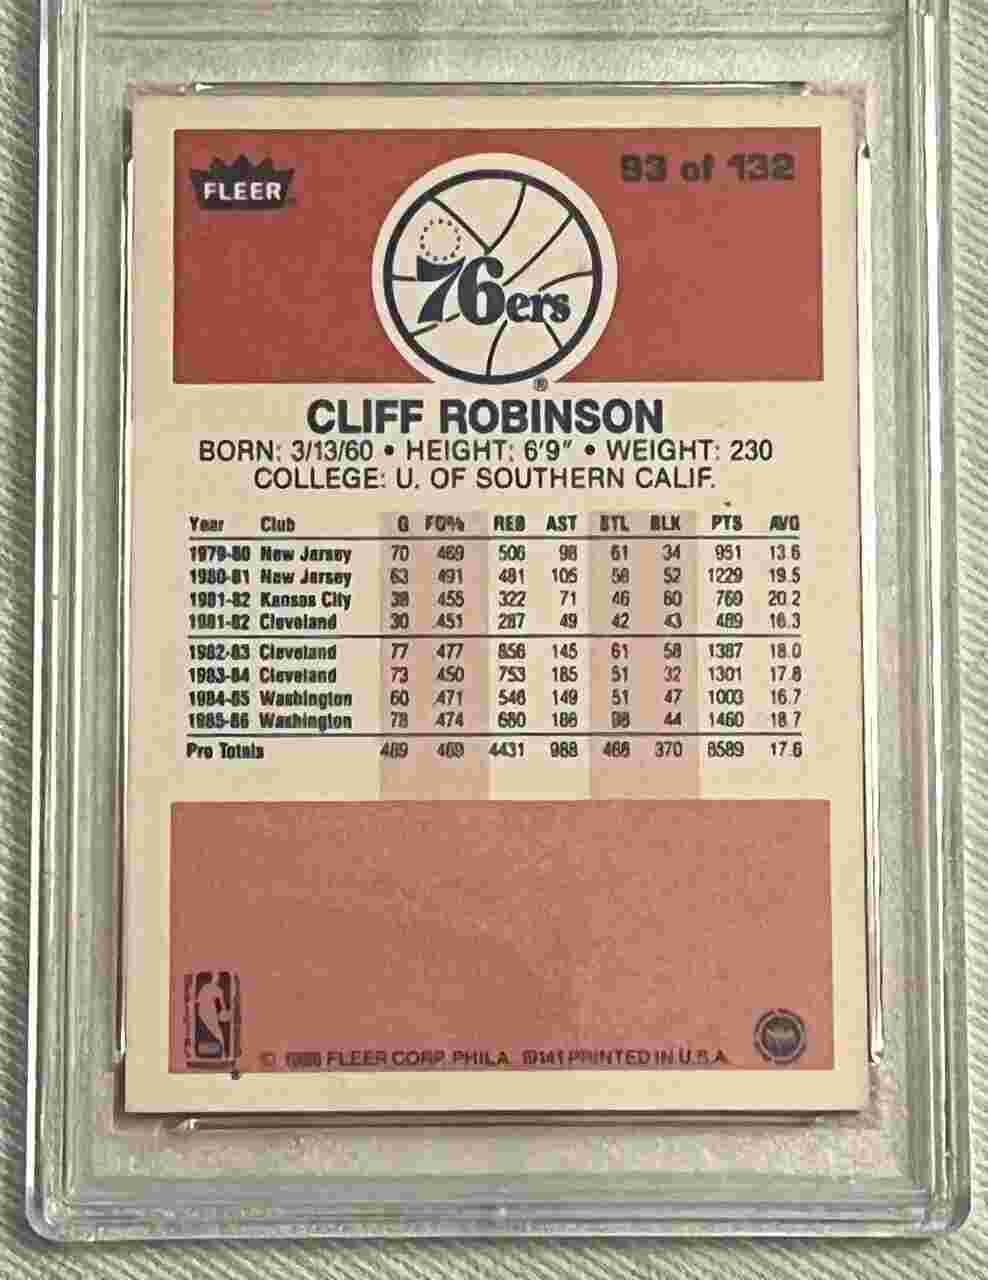 FLEER
93 of 132
76ers
®
CLIFF ROBINSON
BORN: 3/13/60 • HEIGHT: 6'9" • WEIGHT: 230
COLLEGE: U. OF SOUTHERN CALIF.
Year Club G FG% REB AST STL BLK PTS AVG
1979-80 New Jersey 70 469 506 98 61 34 951 13.6
1980-81 New Jersey 63 491 481 105 58 52 1229 19.5
1981-82 Kansas City 38 455 322 71 46 60 769 20.2
1981-82 Cleveland 30 451 287 49 42 43 489 16.3
1982-83 Cleveland 77 477 856 145 61 58 1387 18.0
1983-84 Cleveland 73 450 753 185 51 32 1301 17.8
1984-85 Washington 60 471 546 149 51 47 1003 16.7
1985-86 Washington 78 474 680 186 98 44 1460 18.7
Pro Totals 489 469 4431 988 468 370 8589 17.6
© 1986 FLEER CORP. PHILA. 19141 PRINTED IN U.S.A.